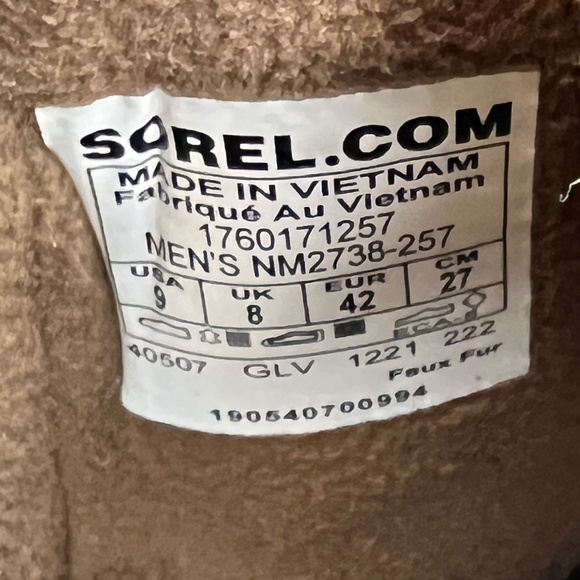 SOREL.COM
MADE IN VIETNAM
Fabriqué Au Vietnam
1760171257
MEN'S NM2738-257
USA UK EUR CM
9 8 42 27
40507 GLV 1221 222
Faux Fur
190540700994